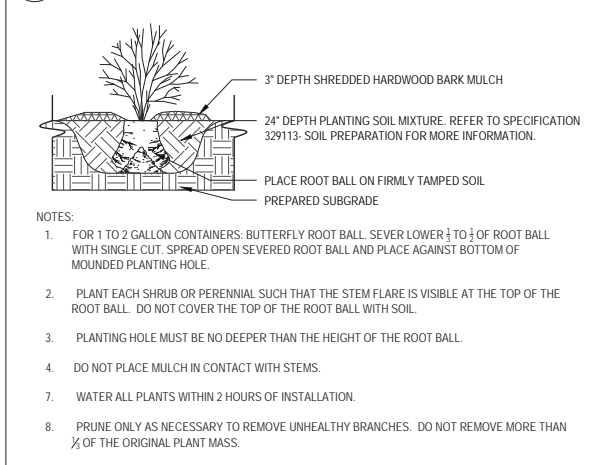 3" DEPTH SHREDDED HARDWOOD BARK MULCH
24" DEPTH PLANTING SOIL MIXTURE. REFER TO SPECIFICATION
329113- SOIL PREPARATION FOR MORE INFORMATION.
PLACE ROOT BALL ON FIRMLY TAMPED SOIL
PREPARED SUBGRADE
NOTES:
1. FOR 1 TO 2 GALLON CONTAINERS: BUTTERFLY ROOT BALL. SEVER LOWER 1/3 TO 1/2 OF ROOT BALL
WITH SINGLE CUT. SPREAD OPEN SEVERED ROOT BALL AND PLACE AGAINST BOTTOM OF
MOUNDED PLANTING HOLE.
2. PLANT EACH SHRUB OR PERENNIAL SUCH THAT THE STEM FLARE IS VISIBLE AT THE TOP OF THE
ROOT BALL. DO NOT COVER THE TOP OF THE ROOT BALL WITH SOIL.
3. PLANTING HOLE MUST BE NO DEEPER THAN THE HEIGHT OF THE ROOT BALL.
4. DO NOT PLACE MULCH IN CONTACT WITH STEMS.
7. WATER ALL PLANTS WITHIN 2 HOURS OF INSTALLATION.
8. PRUNE ONLY AS NECESSARY TO REMOVE UNHEALTHY BRANCHES. DO NOT REMOVE MORE THAN
1/3 OF THE ORIGINAL PLANT MASS.